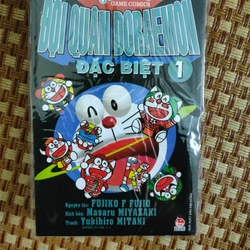 GAME COMICS
ĐỘI QUÂN DORAEMON
ĐẶC BIỆT 1
Nguyên tác: FUJIKO F FUJIO
Kịch bản: Masaru MIYAZAKI
Tranh: Yukihiro MITANI